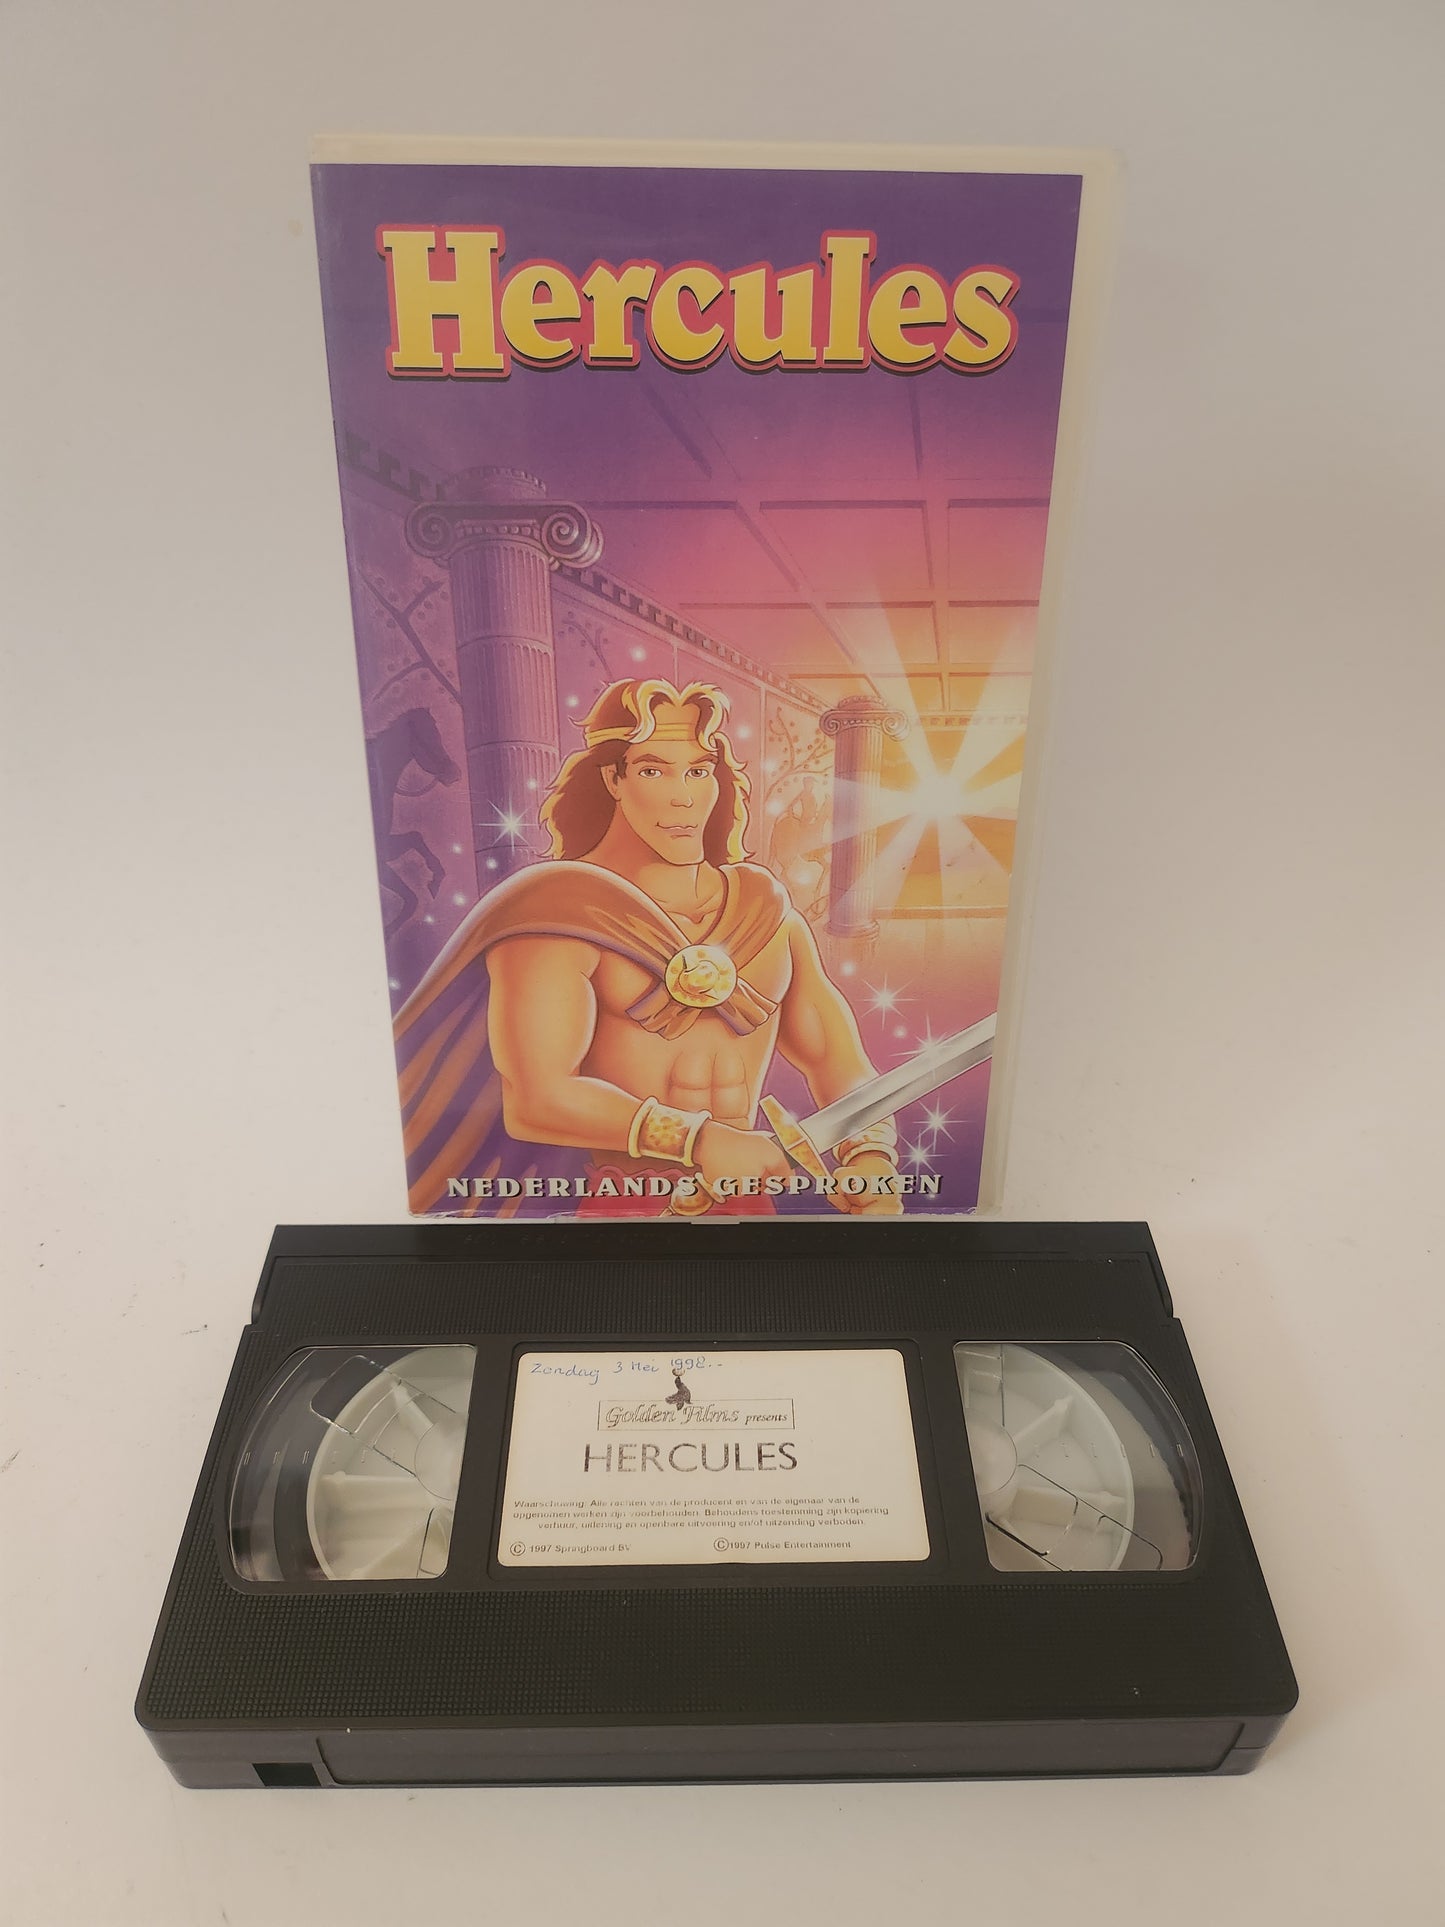 Hercules
NEDERLANDS GESPROKEN
Zondag 3 Mei 1998..
Golden Films presents
HERCULES
Waarschuwing: Alle rechten van de producent en van de eigenaar van de
opgenomen werken zijn voorbehouden. Behoudens toestemming zijn kopiering
verhuur, uitlening en openbare uitvoering en/of uitzending verboden.
© 1997 Springboard BV
© 1997 Pulse Entertainment